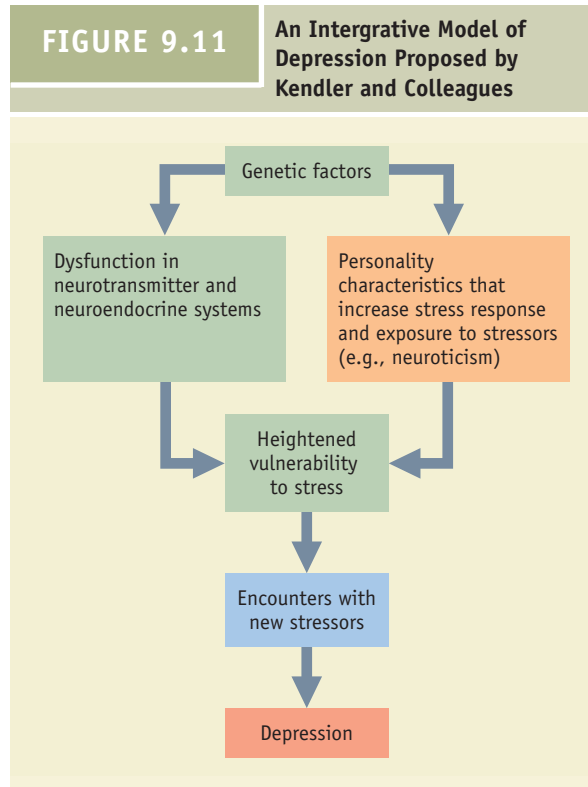 FIGURE 9.11
An Intergrative Model of
Depression Proposed by
Kendler and Colleagues
Genetic factors
Dysfunction in
neurotransmitter and
neuroendocrine systems
Personality
characteristics that
increase stress response
and exposure to stressors
(e.g., neuroticism)
Heightened
vulnerability
to stress
Encounters with
new stressors
Depression